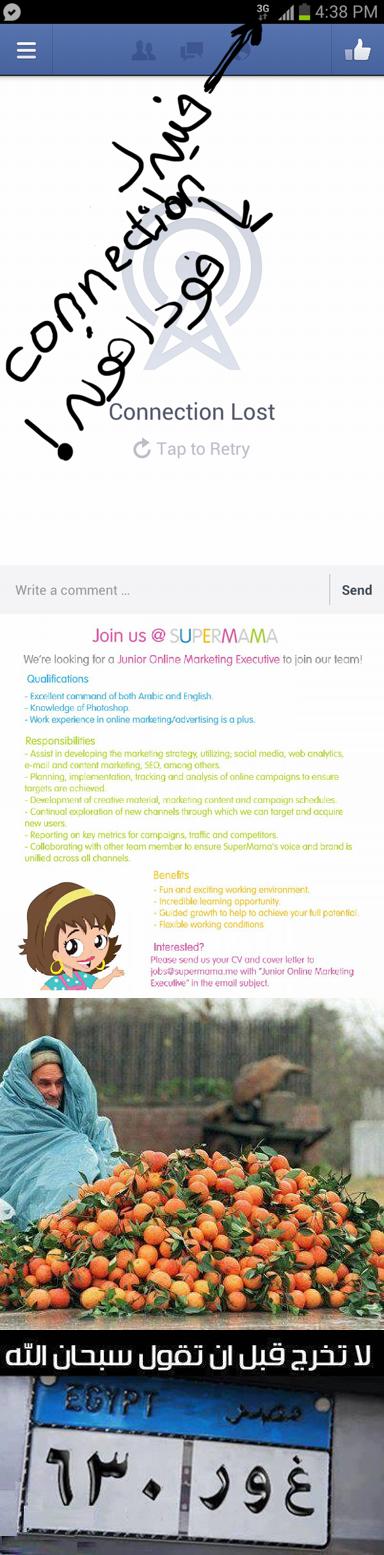 3G 4:38 PM
فيه
connection
فودافون
!
Connection Lost
Tap to Retry
Write a comment ...
Send
Join us @ SUPERMAMA
We're looking for a Junior Online Marketing Executive to join our team!
Qualifications
- Excellent command of both Arabic and English.
- Knowledge of Photoshop.
- Work experience in online marketing/advertising is a plus.
Responsibilities
- Assist in developing the marketing strategy, utilizing; social media, web analytics,
e-mail and content marketing, SEO, among others.
- Planning, implementation, tracking and analysis of online campaigns to ensure
targets are achieved.
- Development of creative material, marketing content and campaign schedules.
- Continual exploration of new channels through which we can target and acquire
new users.
- Reporting on key metrics for campaigns, traffic and competitors.
- Collaborating with other team member to ensure SuperMama's voice and brand is
unified across all channels.
Benefits
- Fun and exciting working environment.
- Incredible learning opportunity.
- Guided growth to help to achieve your full potential.
- Flexible working conditions
Interested?
Please send us your CV and cover letter to
jobs@supermama.me with "Junior Online Marketing
Executive" in the email subject.
لا تخرج قبل ان تقول سبحان الله
EGYPT مصر
٦٣٠ غ و ر